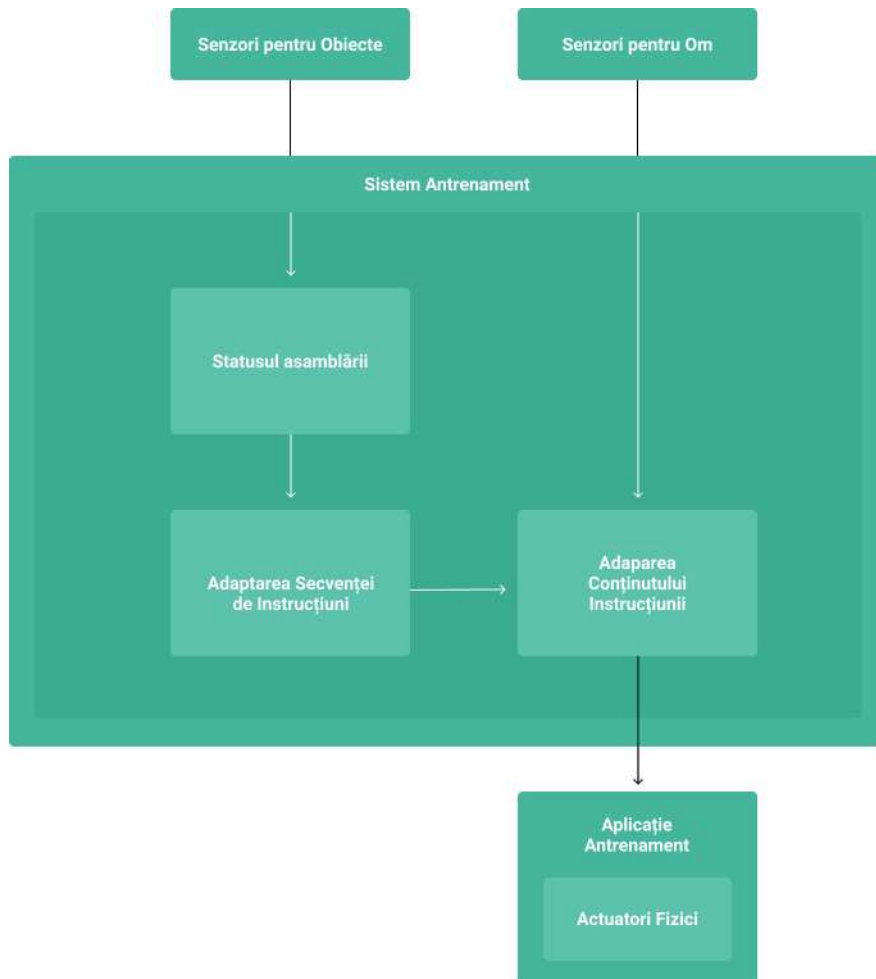 Senzori pentru Obiecte
Senzori pentru Om
Sistem Antrenament
Statusul asamblării
Adaptarea Secvenței
de Instrucțiuni
Adaparea
Conținutului
Instrucțiunii
Aplicație
Antrenament
Actuatori Fizici